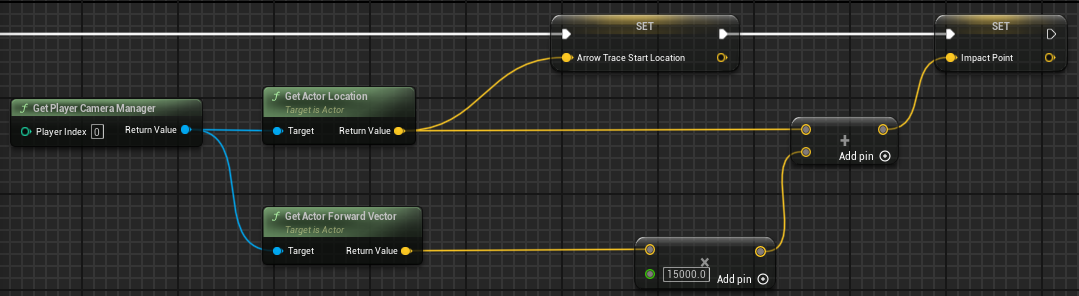 SET
Arrow Trace Start Location
SET
Impact Point
f Get Player Camera Manager
Player Index 0 Return Value
f Get Actor Location
Target is Actor
Target Return Value
+
Add pin
f Get Actor Forward Vector
Target is Actor
Target Return Value
×
15000.0 Add pin